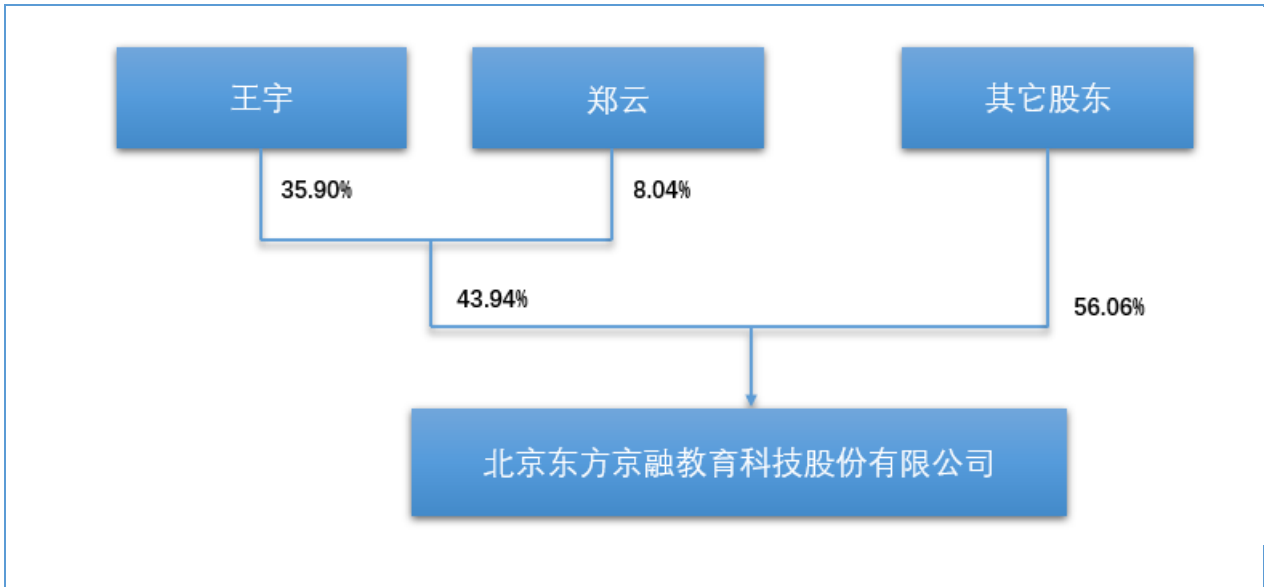 王宇
郑云
其它股东
35.90%
8.04%
43.94%
56.06%
北京东方京融教育科技股份有限公司